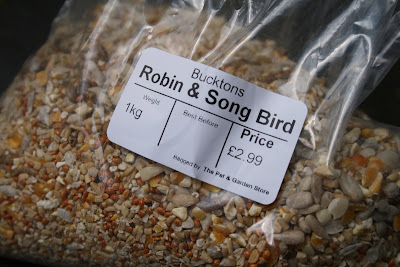 Bucktons
Robin & Song Bird
Weight
1kg
Best Before
Price
£2.99
Bagged by The Pet & Garden Store